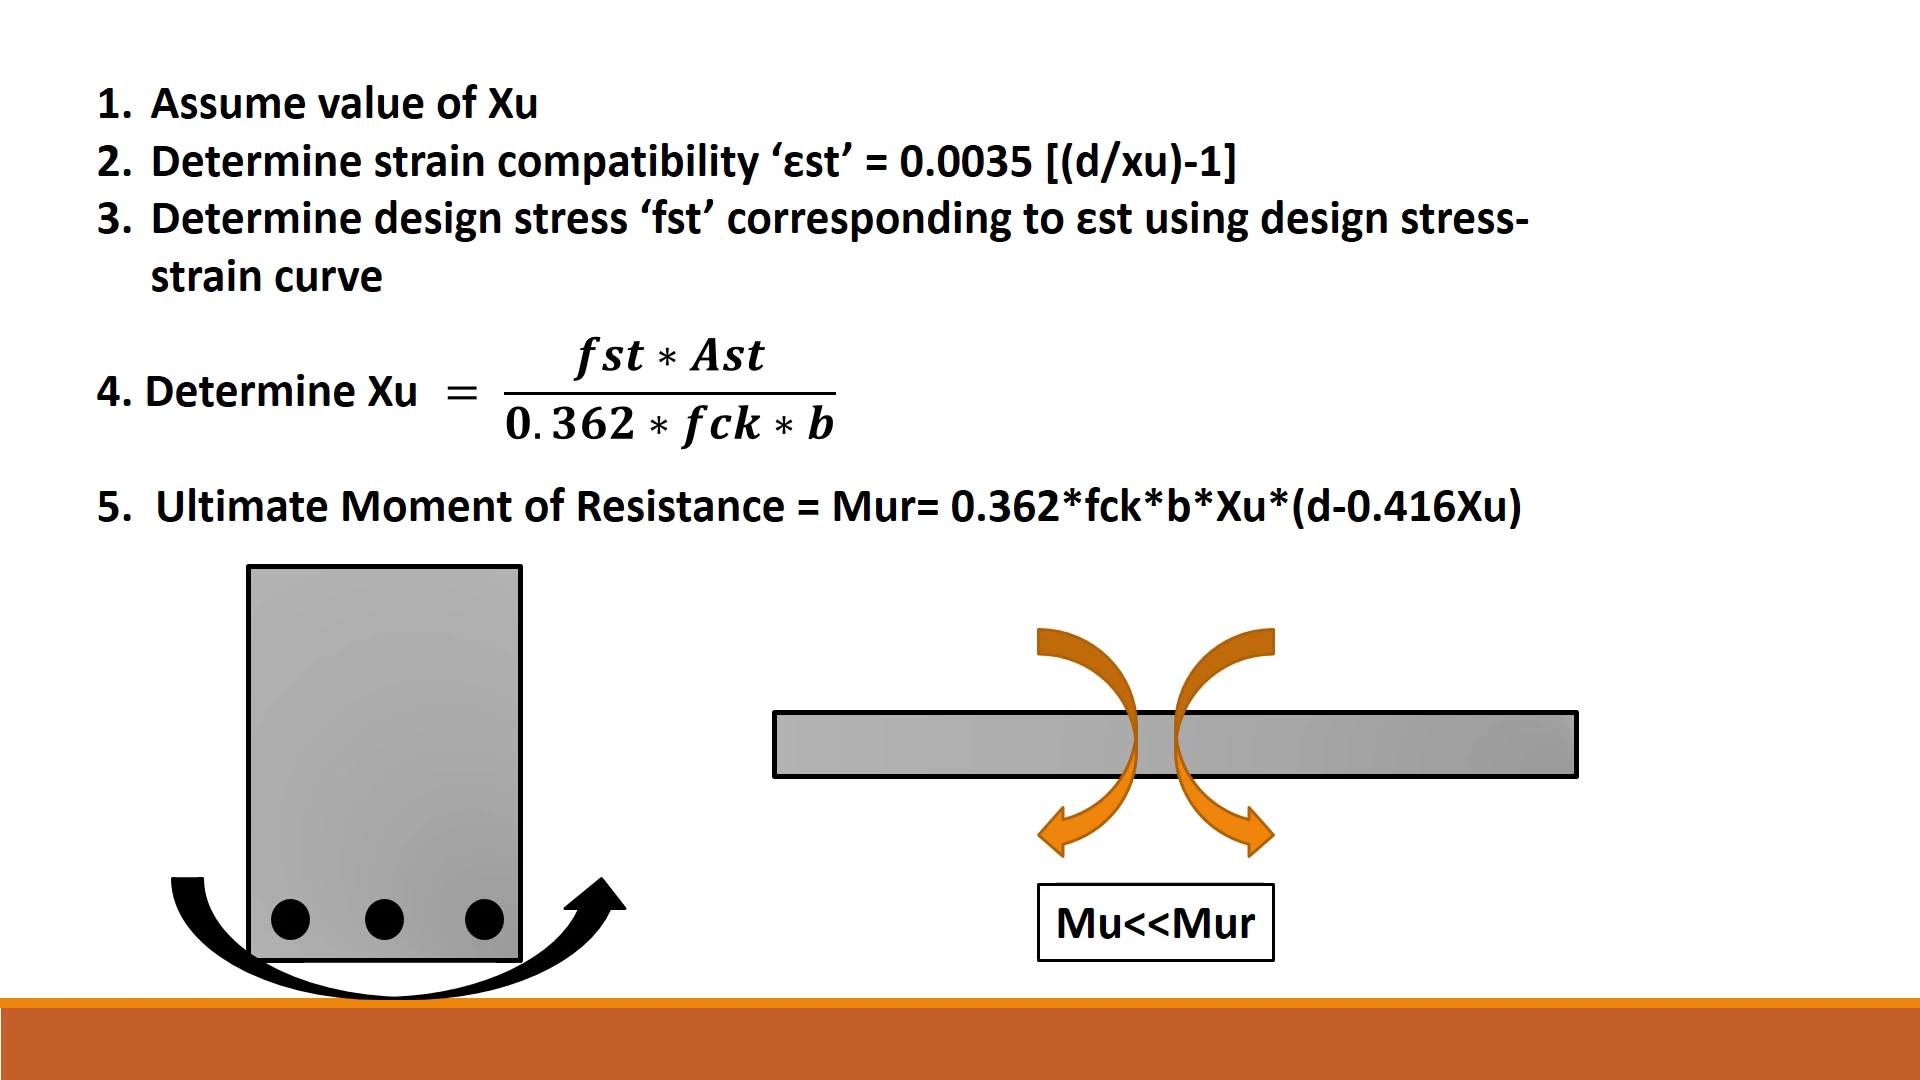 1. Assume value of Xu
2. Determine strain compatibility ‘εst’ = 0.0035 [(d/xu)-1]
3. Determine design stress ‘fst’ corresponding to εst using design stress-
strain curve
4. Determine Xu = fst * Ast / 0.362 * fck * b
5. Ultimate Moment of Resistance = Mur= 0.362*fck*b*Xu*(d-0.416Xu)
Mu<<Mur